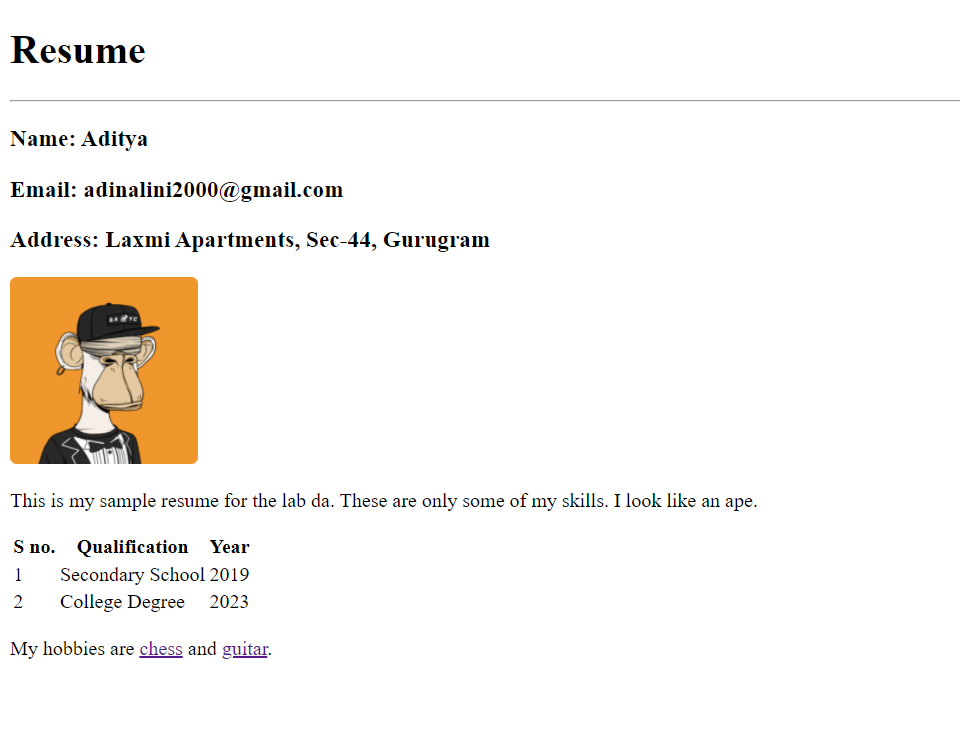 Resume
Name: Aditya
Email: adinalini2000@gmail.com
Address: Laxmi Apartments, Sec-44, Gurugram
BA YC
This is my sample resume for the lab da. These are only some of my skills. I look like an ape.
S no. Qualification Year
1 Secondary School 2019
2 College Degree 2023
My hobbies are chess and guitar.